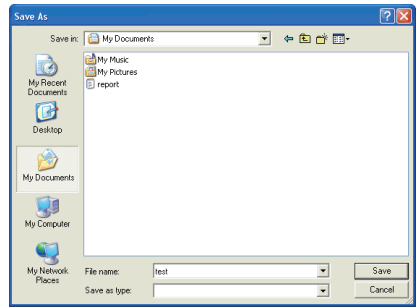 Save As
Save in: My Documents
My Recent
Documents
Desktop
My Documents
My Computer
My Network
Places
My Music
My Pictures
report
File name: test Save
Save as type: Cancel